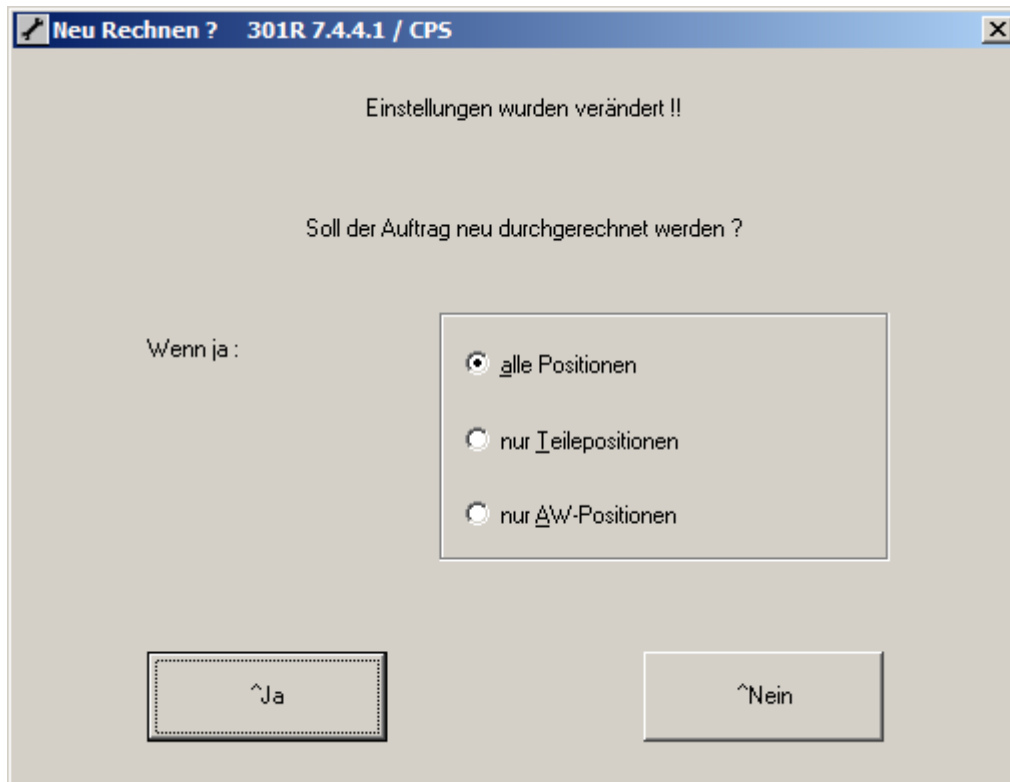 Neu Rechnen ? 301R 7.4.4.1 / CPS
Einstellungen wurden verändert !!
Soll der Auftrag neu durchgerechnet werden ?
Wenn ja :
alle Positionen
nur Teilepositionen
nur AW-Positionen
^Ja
^Nein